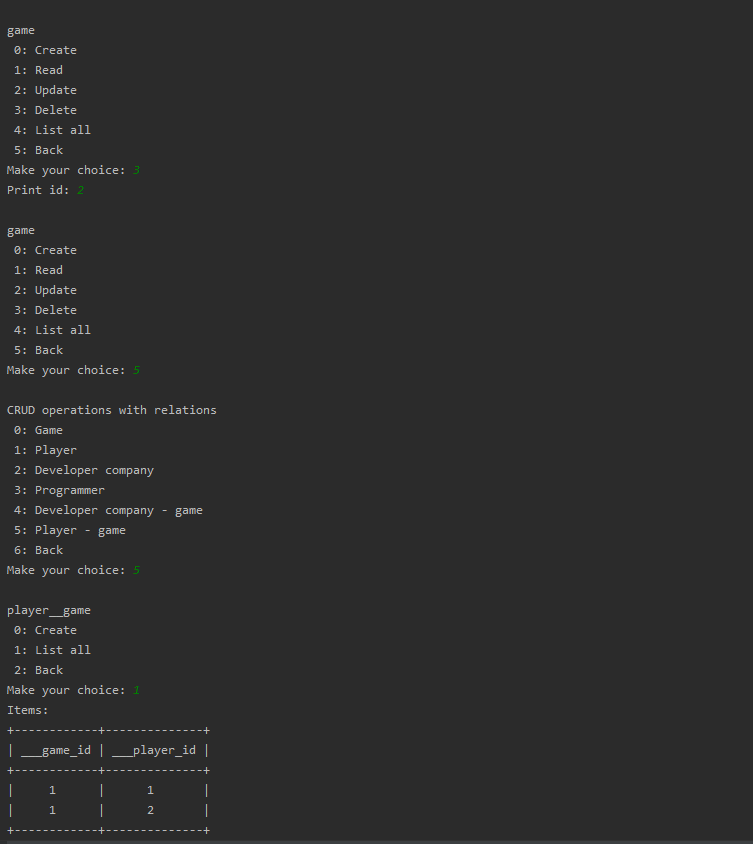 game
 0: Create
 1: Read
 2: Update
 3: Delete
 4: List all
 5: Back
Make your choice: 3
Print id: 2

game
 0: Create
 1: Read
 2: Update
 3: Delete
 4: List all
 5: Back
Make your choice: 5

CRUD operations with relations
 0: Game
 1: Player
 2: Developer company
 3: Programmer
 4: Developer company - game
 5: Player - game
 6: Back
Make your choice: 5

player__game
 0: Create
 1: List all
 2: Back
Make your choice: 1
Items:
+------------+--------------+
| ___game_id | ___player_id |
+------------+--------------+
|     1      |      1       |
|     1      |      2       |
+------------+--------------+